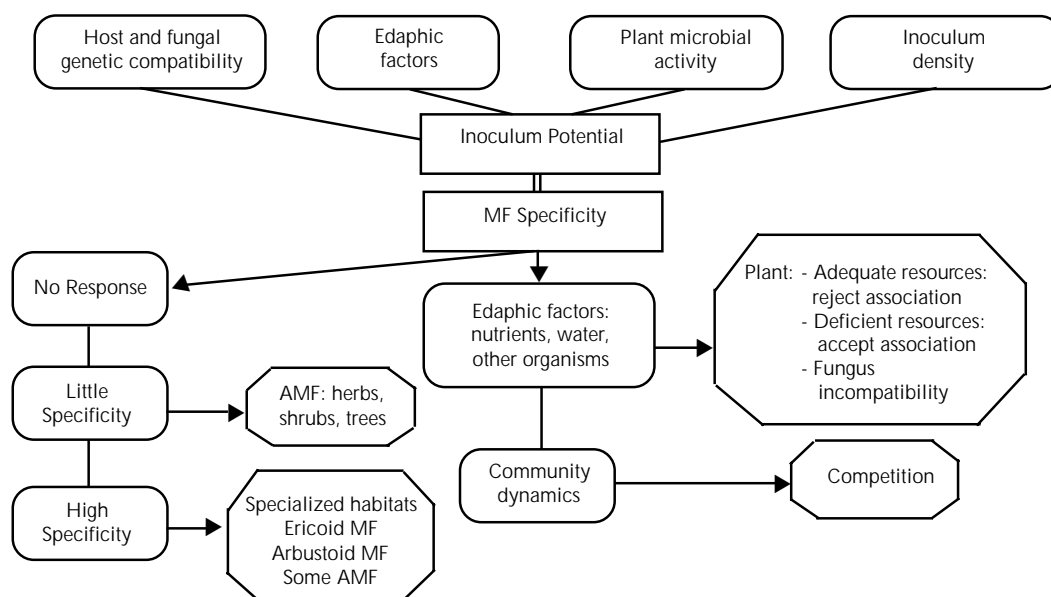 Host and fungal
genetic compatibility
Edaphic
factors
Plant microbial
activity
Inoculum
density
Inoculum Potential
MF Specificity
No Response
Edaphic factors:
nutrients, water,
other organisms
Plant: - Adequate resources:
reject association
- Deficient resources:
accept association
- Fungus
incompatibility
Little
Specificity
AMF: herbs,
shrubs, trees
Community
dynamics
Competition
High
Specificity
Specialized habitats
Ericoid MF
Arbustoid MF
Some AMF